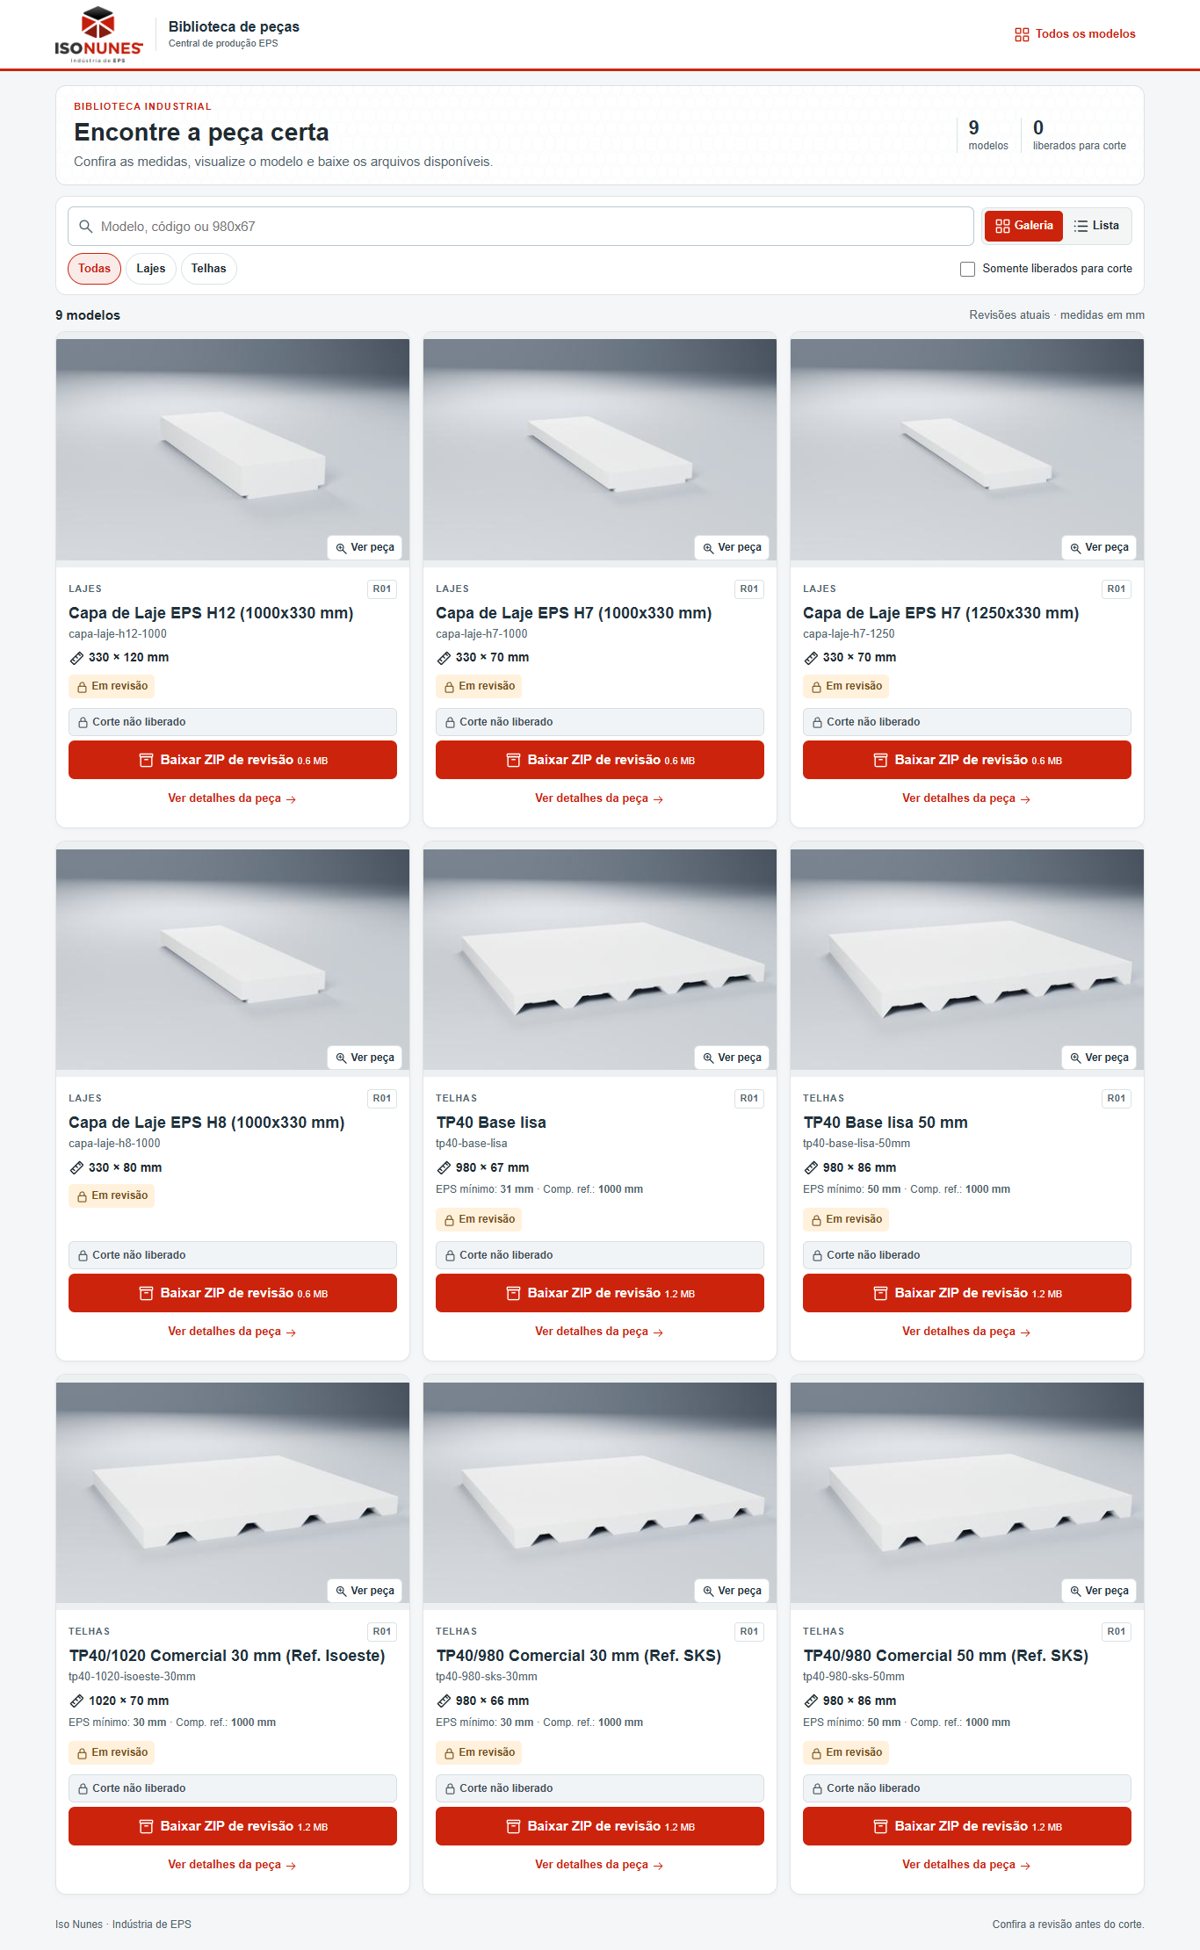 ISONUNES
Indústria de EPS
Biblioteca de peças
Central de produção EPS
Todos os modelos
BIBLIOTECA INDUSTRIAL
Encontre a peça certa
Confira as medidas, visualize o modelo e baixe os arquivos disponíveis.
9
modelos
0
liberados para corte
Modelo, código ou 980x67
Galeria
Lista
Todas
Lajes
Telhas
Somente liberados para corte
9 modelos
Revisões atuais · medidas em mm
Ver peça
LAJES
R01
Capa de Laje EPS H12 (1000x330 mm)
capa-laje-h12-1000
330 × 120 mm
Em revisão
Corte não liberado
Baixar ZIP de revisão 0.6 MB
Ver detalhes da peça →
Ver peça
LAJES
R01
Capa de Laje EPS H7 (1000x330 mm)
capa-laje-h7-1000
330 × 70 mm
Em revisão
Corte não liberado
Baixar ZIP de revisão 0.6 MB
Ver detalhes da peça →
Ver peça
LAJES
R01
Capa de Laje EPS H7 (1250x330 mm)
capa-laje-h7-1250
330 × 70 mm
Em revisão
Corte não liberado
Baixar ZIP de revisão 0.6 MB
Ver detalhes da peça →
Ver peça
LAJES
R01
Capa de Laje EPS H8 (1000x330 mm)
capa-laje-h8-1000
330 × 80 mm
Em revisão
Corte não liberado
Baixar ZIP de revisão 0.6 MB
Ver detalhes da peça →
Ver peça
TELHAS
R01
TP40 Base lisa
tp40-base-lisa
980 × 67 mm
EPS mínimo: 31 mm · Comp. ref.: 1000 mm
Em revisão
Corte não liberado
Baixar ZIP de revisão 1.2 MB
Ver detalhes da peça →
Ver peça
TELHAS
R01
TP40 Base lisa 50 mm
tp40-base-lisa-50mm
980 × 86 mm
EPS mínimo: 50 mm · Comp. ref.: 1000 mm
Em revisão
Corte não liberado
Baixar ZIP de revisão 1.2 MB
Ver detalhes da peça →
Ver peça
TELHAS
R01
TP40/1020 Comercial 30 mm (Ref. Isoeste)
tp40-1020-isoeste-30mm
1020 × 70 mm
EPS mínimo: 30 mm · Comp. ref.: 1000 mm
Em revisão
Corte não liberado
Baixar ZIP de revisão 1.2 MB
Ver detalhes da peça →
Ver peça
TELHAS
R01
TP40/980 Comercial 30 mm (Ref. SKS)
tp40-980-sks-30mm
980 × 66 mm
EPS mínimo: 30 mm · Comp. ref.: 1000 mm
Em revisão
Corte não liberado
Baixar ZIP de revisão 1.2 MB
Ver detalhes da peça →
Ver peça
TELHAS
R01
TP40/980 Comercial 50 mm (Ref. SKS)
tp40-980-sks-50mm
980 × 86 mm
EPS mínimo: 50 mm · Comp. ref.: 1000 mm
Em revisão
Corte não liberado
Baixar ZIP de revisão 1.2 MB
Ver detalhes da peça →
Iso Nunes · Indústria de EPS
Confira a revisão antes do corte.